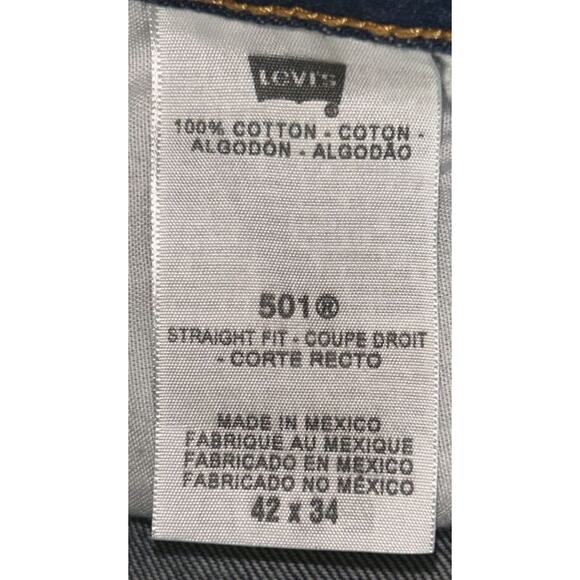 Levi's
®
100% COTTON - COTON -
ALGODÓN - ALGODÃO
501®
STRAIGHT FIT - COUPE DROIT
- CORTE RECTO
MADE IN MEXICO
FABRIQUE AU MEXIQUE
FABRICADO EN MEXICO
FABRICADO NO MÉXICO
42 x 34